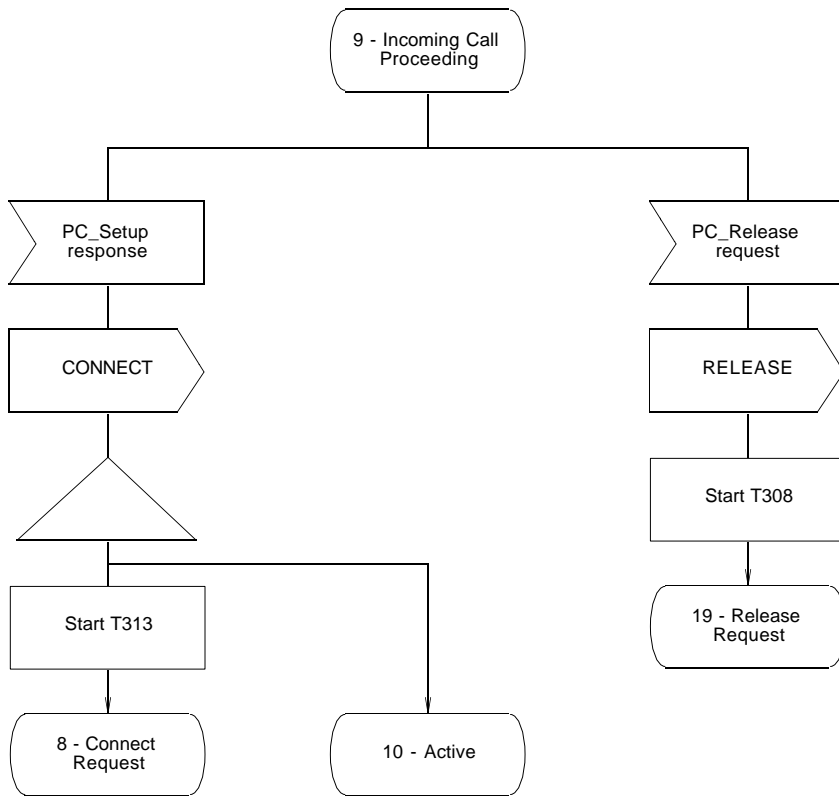 9 - Incoming Call
Proceeding
PC_Setup
response
PC_Release
request
CONNECT
RELEASE
Start T308
Start T313
19 - Release
Request
8 - Connect
Request
10 - Active